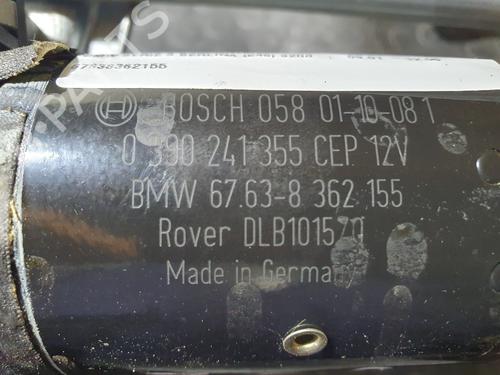 67638362155
BOSCH 058 01-10-08 1
0 390 241 355 CEP 12V
BMW 67.63-8 362 155
Rover DLB101570
Made in Germany